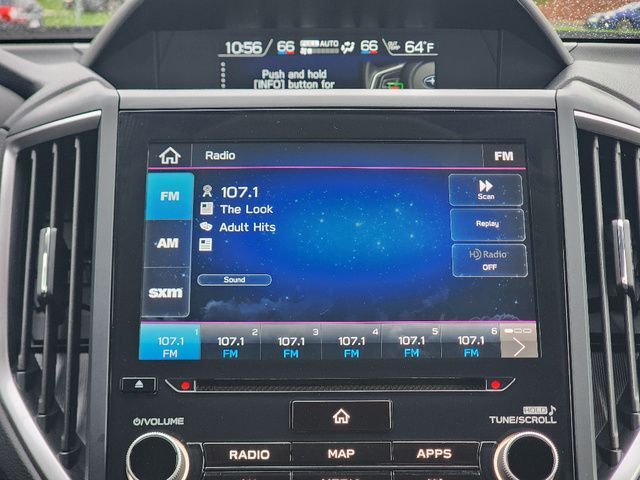 10:56 66 FULL AUTO 66 OUT TEMP 64°F
Push and hold
[INFO] button for
Radio FM
FM
AM
SXM
107.1
The Look
Adult Hits
Sound
Scan
Replay
HD Radio
OFF
1 2 3 4 5 6
107.1 107.1 107.1 107.1 107.1 107.1
FM FM FM FM FM FM
VOLUME
HOLD
TUNE/SCROLL
RADIO MAP APPS